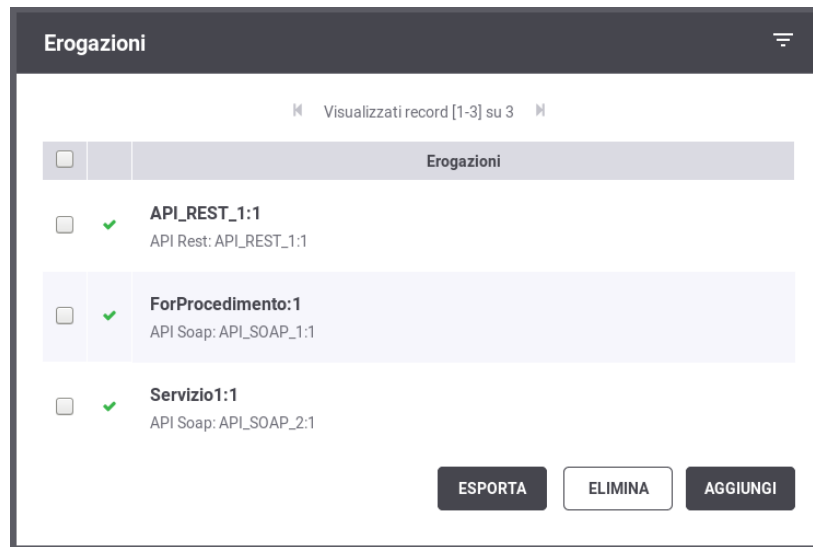 Erogazioni
Visualizzati record [1-3] su 3
Erogazioni
API_REST_1:1
API Rest: API_REST_1:1
ForProcedimento:1
API Soap: API_SOAP_1:1
Servizio1:1
API Soap: API_SOAP_2:1
ESPORTA ELIMINA AGGIUNGI